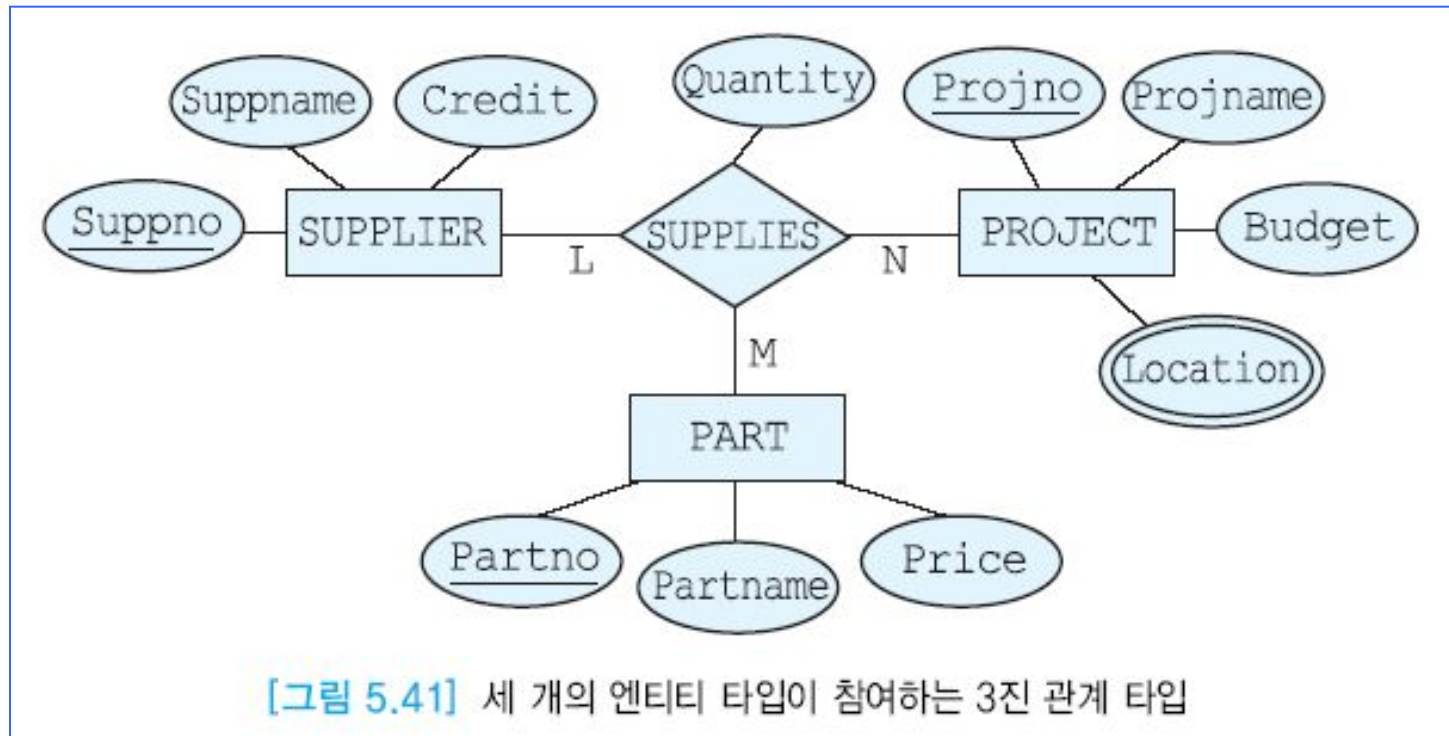 Suppname
Credit
Quantity
Projno
Projname
Suppno
SUPPLIER
SUPPLIES
PROJECT
Budget
L
N
Location
M
PART
Partno
Partname
Price
[그림 5.41] 세 개의 엔티티 타입이 참여하는 3진 관계 타입